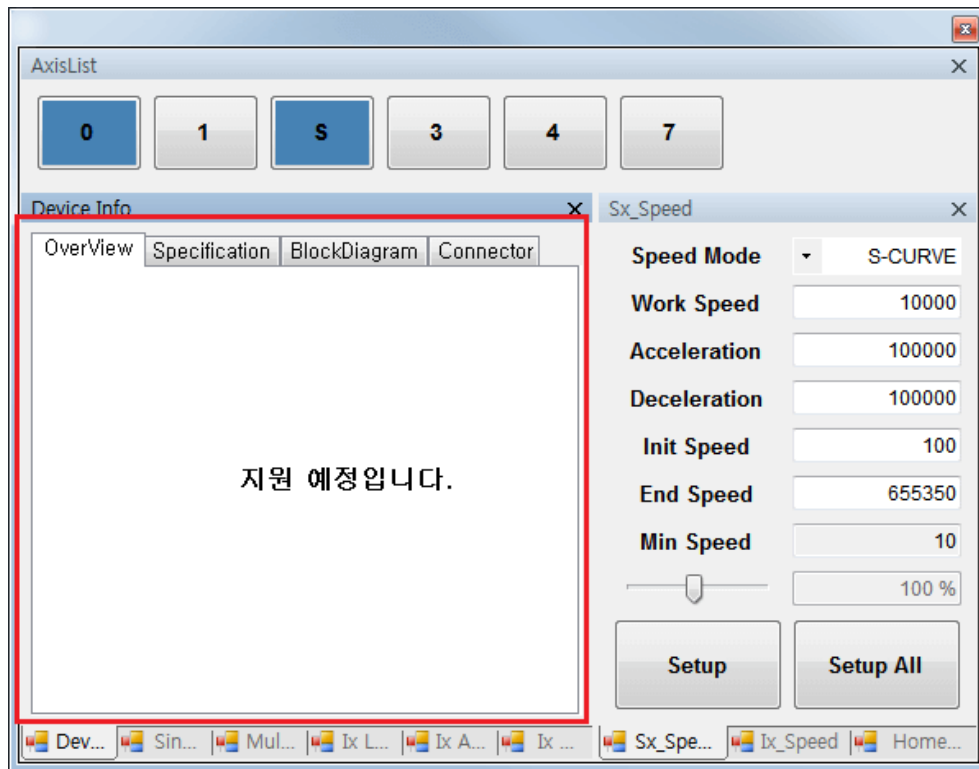 AxisList
0 1 S 3 4 7
Device Info
OverView Specification BlockDiagram Connector
지원 예정입니다.
Dev... Sin... Mul... Ix L... Ix A... Ix ...
Sx_Speed
Speed Mode S-CURVE
Work Speed 10000
Acceleration 100000
Deceleration 100000
Init Speed 100
End Speed 655350
Min Speed 10
100 %
Setup Setup All
Sx_Spe... Ix_Speed Home...